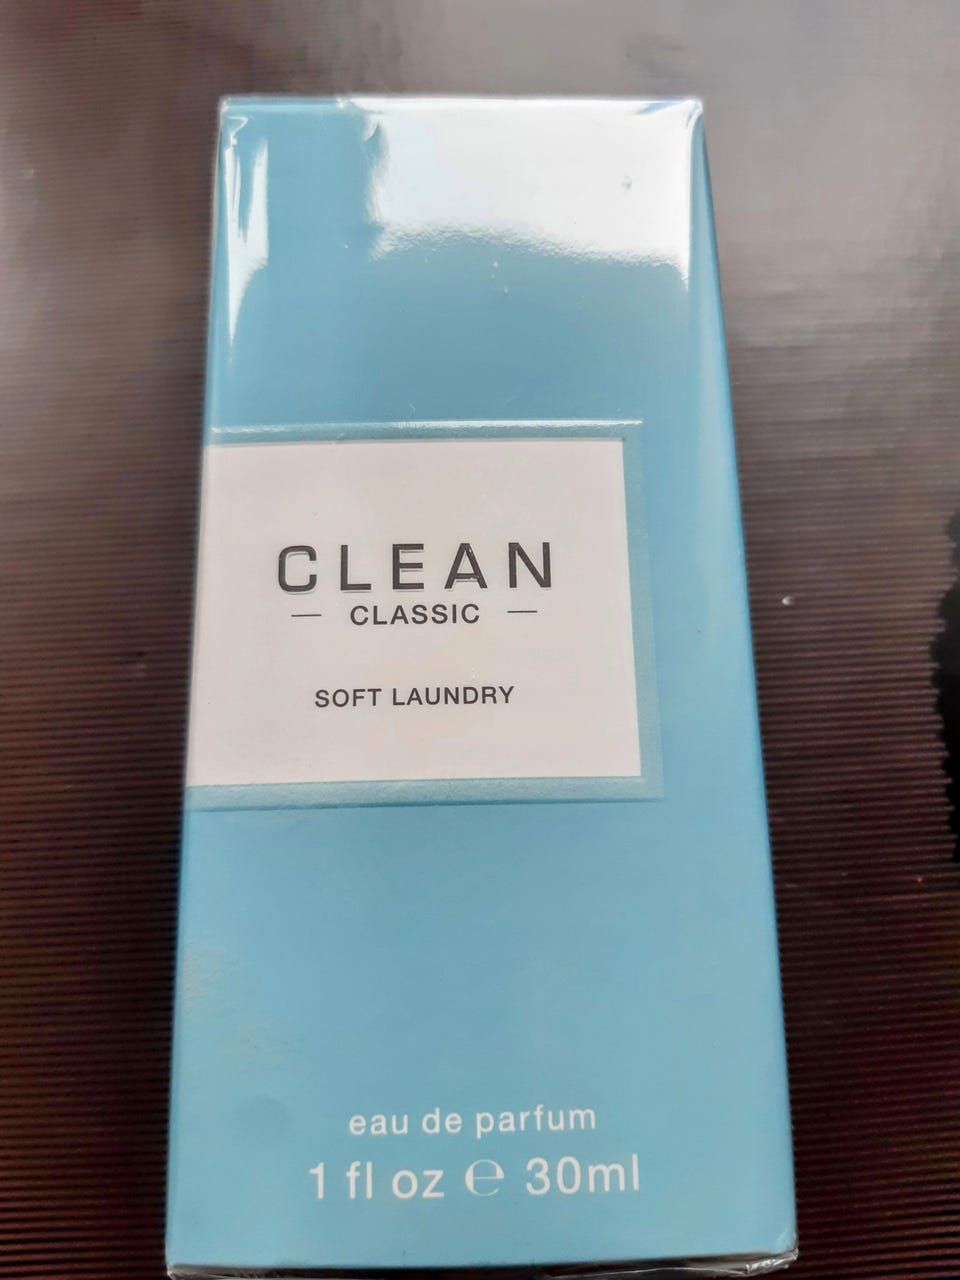 CLEAN
— CLASSIC —
SOFT LAUNDRY
eau de parfum
1 fl oz ℮ 30ml